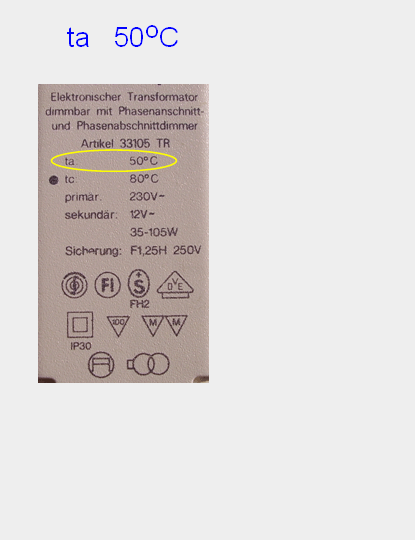 ta 50°C
Elektronischer Transformator
dimmbar mit Phasenanschnitt-
und Phasenabschnittdimmer
Artikel 33105 TR
ta: 50°C
tc: 80°C
primär: 230V~
sekundär: 12V~
35-105W
Sicherung: F1,25H 250V
FI + S D V E
FH2
100 M M
IP30